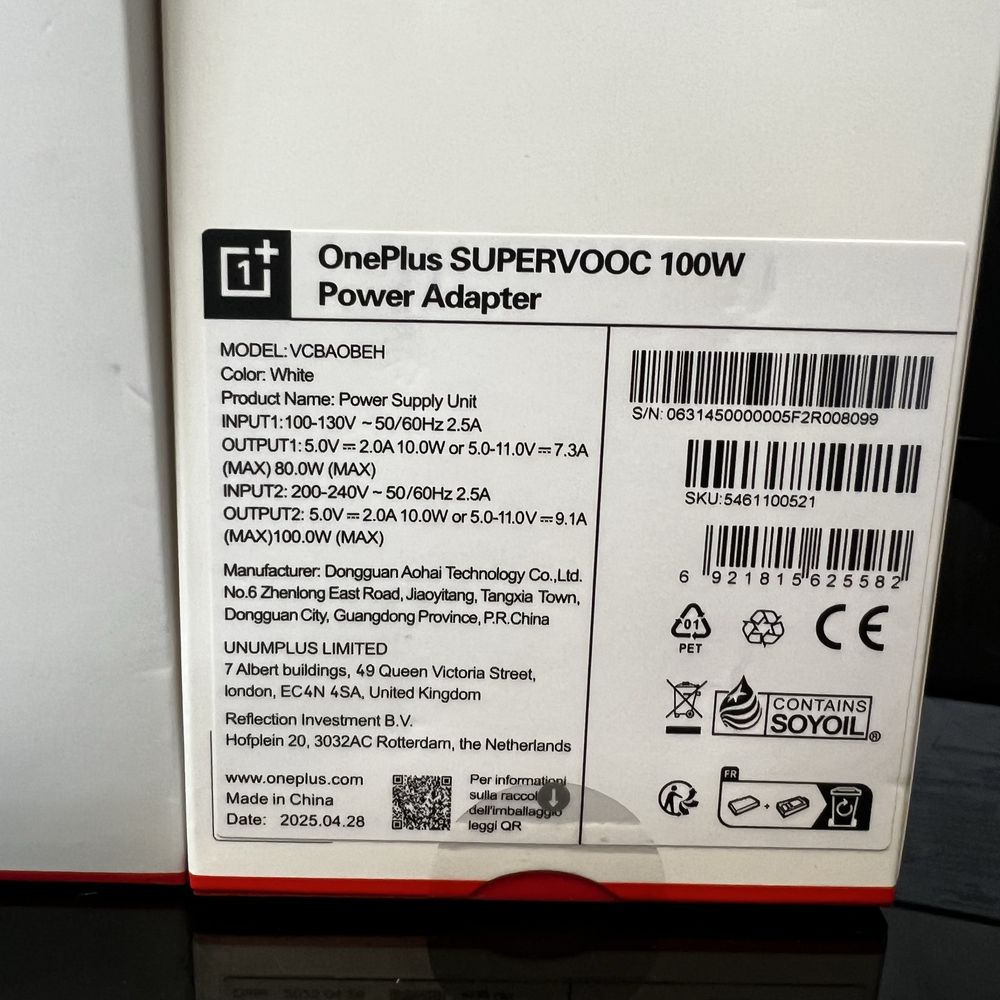 OnePlus SUPERVOOC 100W
Power Adapter
MODEL: VCBAOBEH
Color: White
Product Name: Power Supply Unit
INPUT1:100-130V ~ 50/60Hz 2.5A
OUTPUT1: 5.0V ⎓ 2.0A 10.0W or 5.0-11.0V ⎓ 7.3A
(MAX) 80.0W (MAX)
INPUT2: 200-240V ~ 50/60Hz 2.5A
OUTPUT2: 5.0V ⎓ 2.0A 10.0W or 5.0-11.0V ⎓ 9.1A
(MAX)100.0W (MAX)
Manufacturer: Dongguan Aohai Technology Co.,Ltd.
No.6 Zhenlong East Road, Jiaoyitang, Tangxia Town,
Dongguan City, Guangdong Province, P.R.China
UNUMPLUS LIMITED
7 Albert buildings, 49 Queen Victoria Street,
london, EC4N 4SA, United Kingdom
Reflection Investment B.V.
Hofplein 20, 3032AC Rotterdam, the Netherlands
www.oneplus.com
Made in China
Date: 2025.04.28
Per informationi
sulla raccol
dell'imballaggio
leggi QR
S/N: 0631450000005F2R008099
SKU:5461100521
6 921815 625582
01
PET
CE
CONTAINS
SOYOIL®
FR